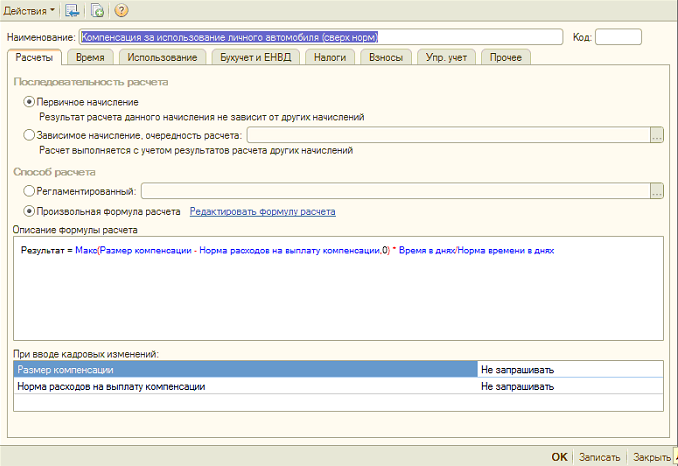 Действия
Наименование: Компенсация за использование личного автомобиля (сверх норм) Код:
Расчеты Время Использование Бухучет и ЕНВД Налоги Взносы Упр. учет Прочее
Последовательность расчета
Первичное начисление
Результат расчета данного начисления не зависит от других начислений
Зависимое начисление, очередность расчета: ...
Расчет выполняется с учетом результатов расчета других начислений
Способ расчета
Регламентированный: ...
Произвольная формула расчета Редактировать формулу расчета
Описание формулы расчета
Результат = Макс(Размер компенсации - Норма расходов на выплату компенсации,0) * Время в днях/Норма времени в днях
При вводе кадровых изменений:
Размер компенсации Не запрашивать
Норма расходов на выплату компенсации Не запрашивать
OK Записать Закрыть